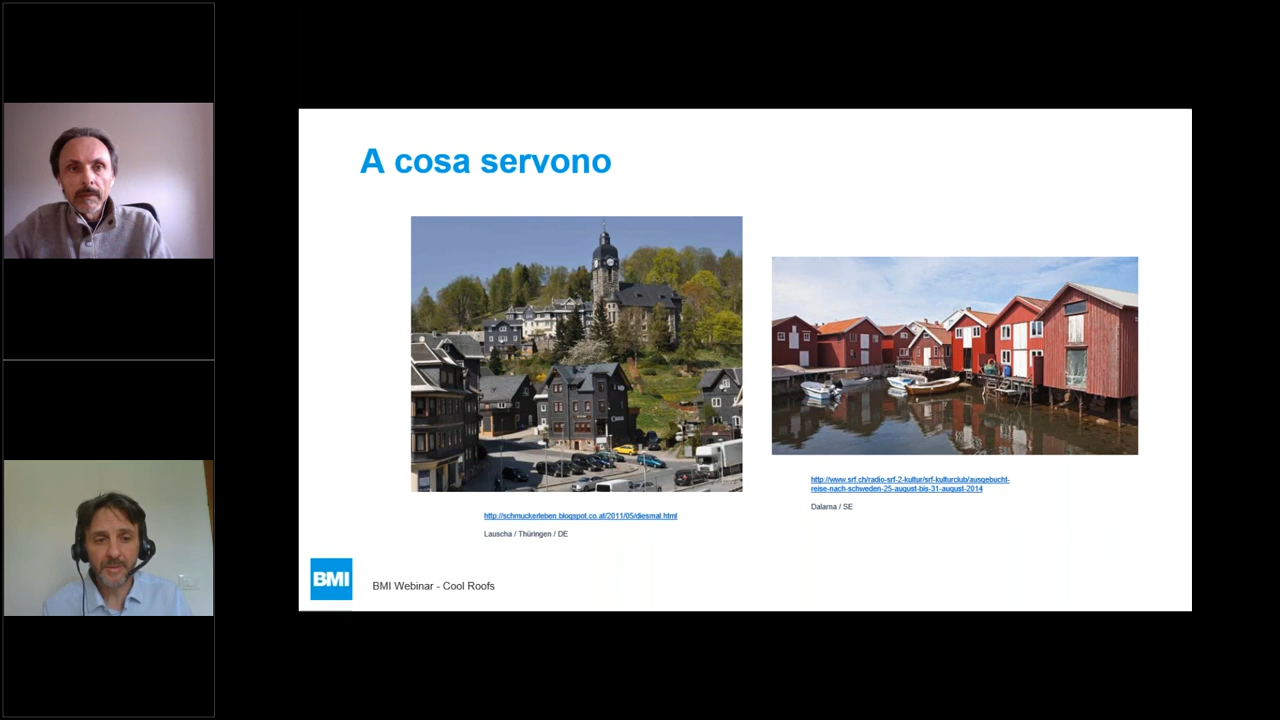 A cosa servono
http://www.srf.ch/radio-srf-2-kultur/srf-kulturclub/ausgebucht-
reise-nach-schweden-25-august-bis-31-august-2014
Dalarna / SE
http://schmuckerleben.blogspot.co.at/2011/05/diesmal.html
Lauscha / Thüringen / DE
BMI
BMI Webinar - Cool Roofs